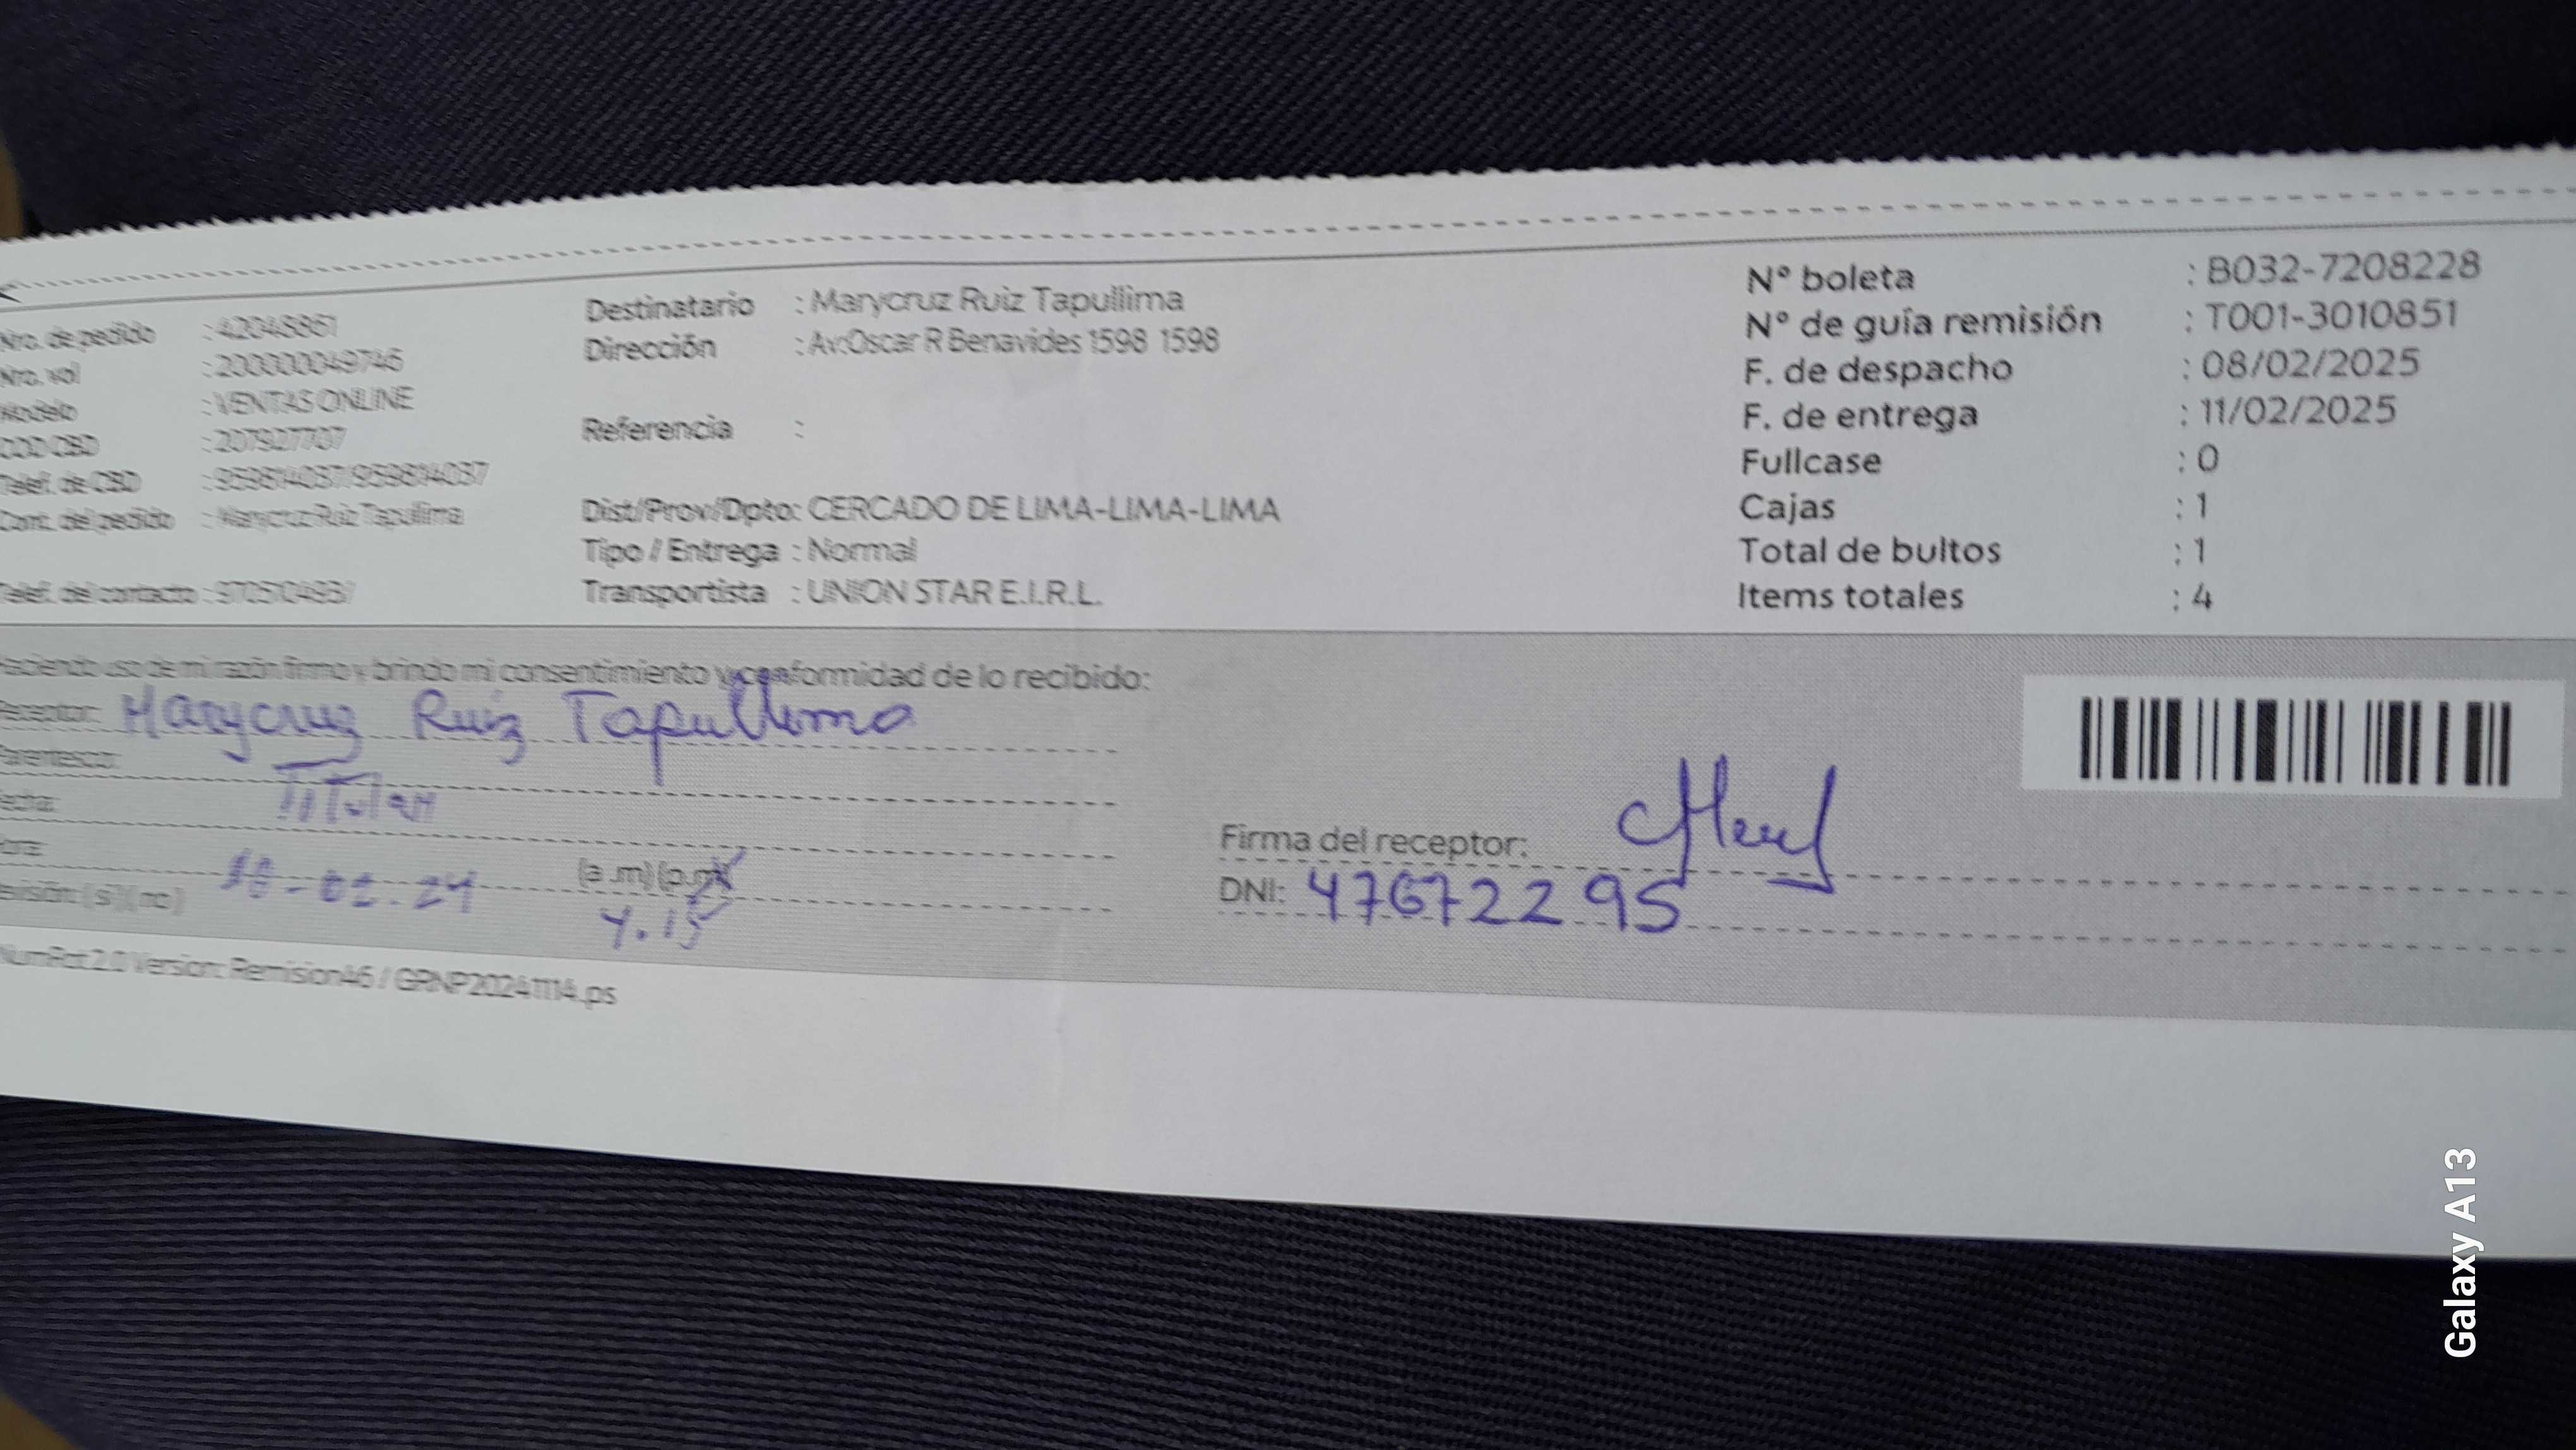 Nro. de pedido : 42048861
Nro. vol : 200000049746
Modelo : VENTAS ONLINE
COD CBD : 207927707
Telef. de CBD : 959814037/959814037
Cont. del pedido : Marycruz Ruiz Tapullima
Telef. del contacto :
Destinatario : Marycruz Ruiz Tapullima
Dirección : Av.Oscar R Benavides 1598 1598
Referencia :
Dist/Prov/Dpto: CERCADO DE LIMA-LIMA-LIMA
Tipo / Entrega : Normal
Transportista : UNION STAR E.I.R.L.
N° boleta : B032-7208228
N° de guía remisión : T001-3010851
F. de despacho : 08/02/2025
F. de entrega : 11/02/2025
Fullcase : 0
Cajas : 1
Total de bultos : 1
Items totales : 4
Haciendo uso de mi razón firmo y brindo mi consentimiento y conformidad de lo recibido:
Receptor: Marycruz Ruiz Tapullima
Parentesco:
Titular
Fecha:
Hora: (a.m) (p.m)
-02-24
4.15
Revisión: (si) (no)
Firma del receptor:
DNI: 47672295
NumRot 2.0 Version: Remision46 / GRNP20241114.ps
Galaxy A13